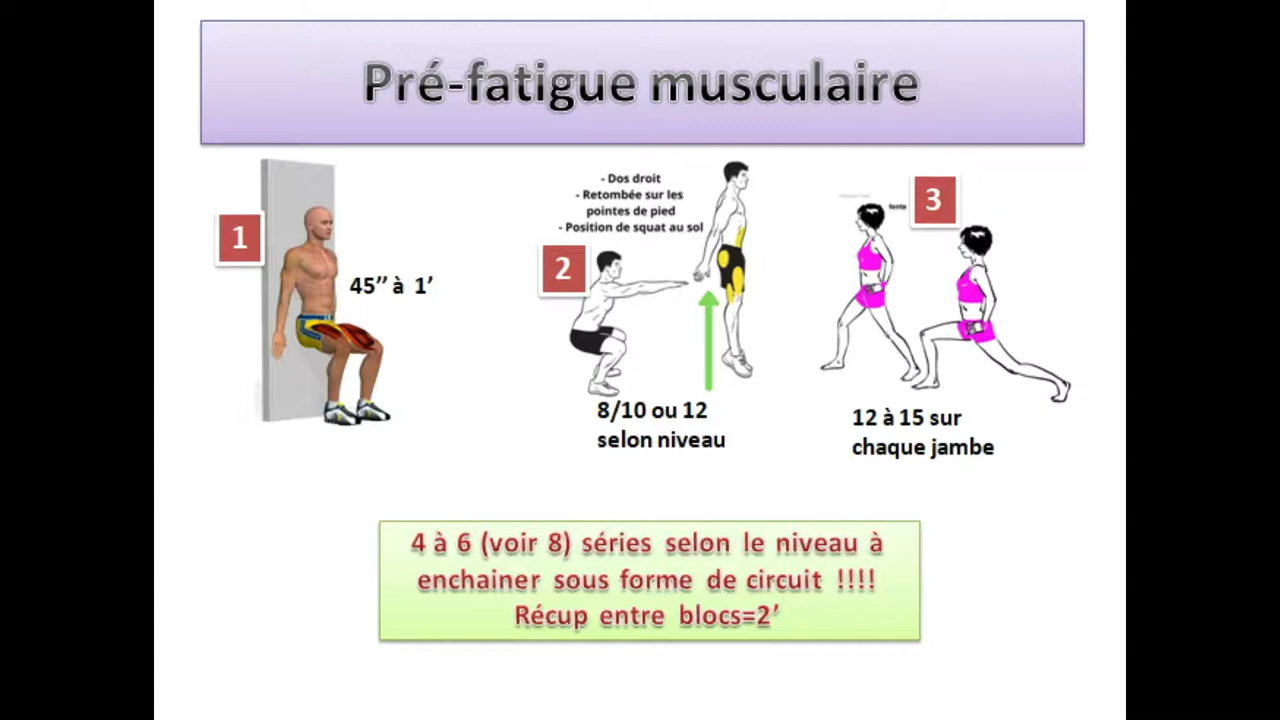 Pré-fatigue musculaire
1
45’’ à 1’
- Dos droit
- Retombée sur les
pointes de pied
- Position de squat au sol
2
8/10 ou 12
selon niveau
3
fente
12 à 15 sur
chaque jambe
4 à 6 (voir 8) séries selon le niveau à
enchainer sous forme de circuit !!!!
Récup entre blocs=2’